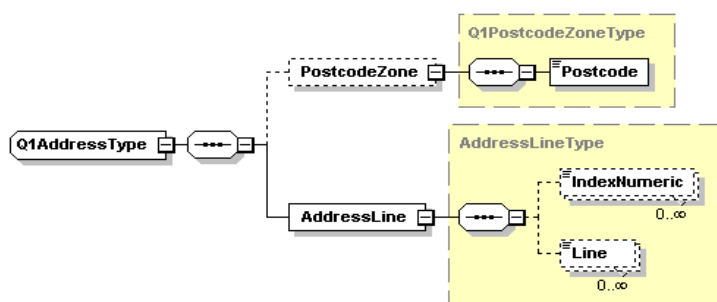 Q1PostcodeZoneType
PostcodeZone
Postcode
Q1AddressType
AddressLineType
IndexNumeric
0..∞
AddressLine
Line
0..∞